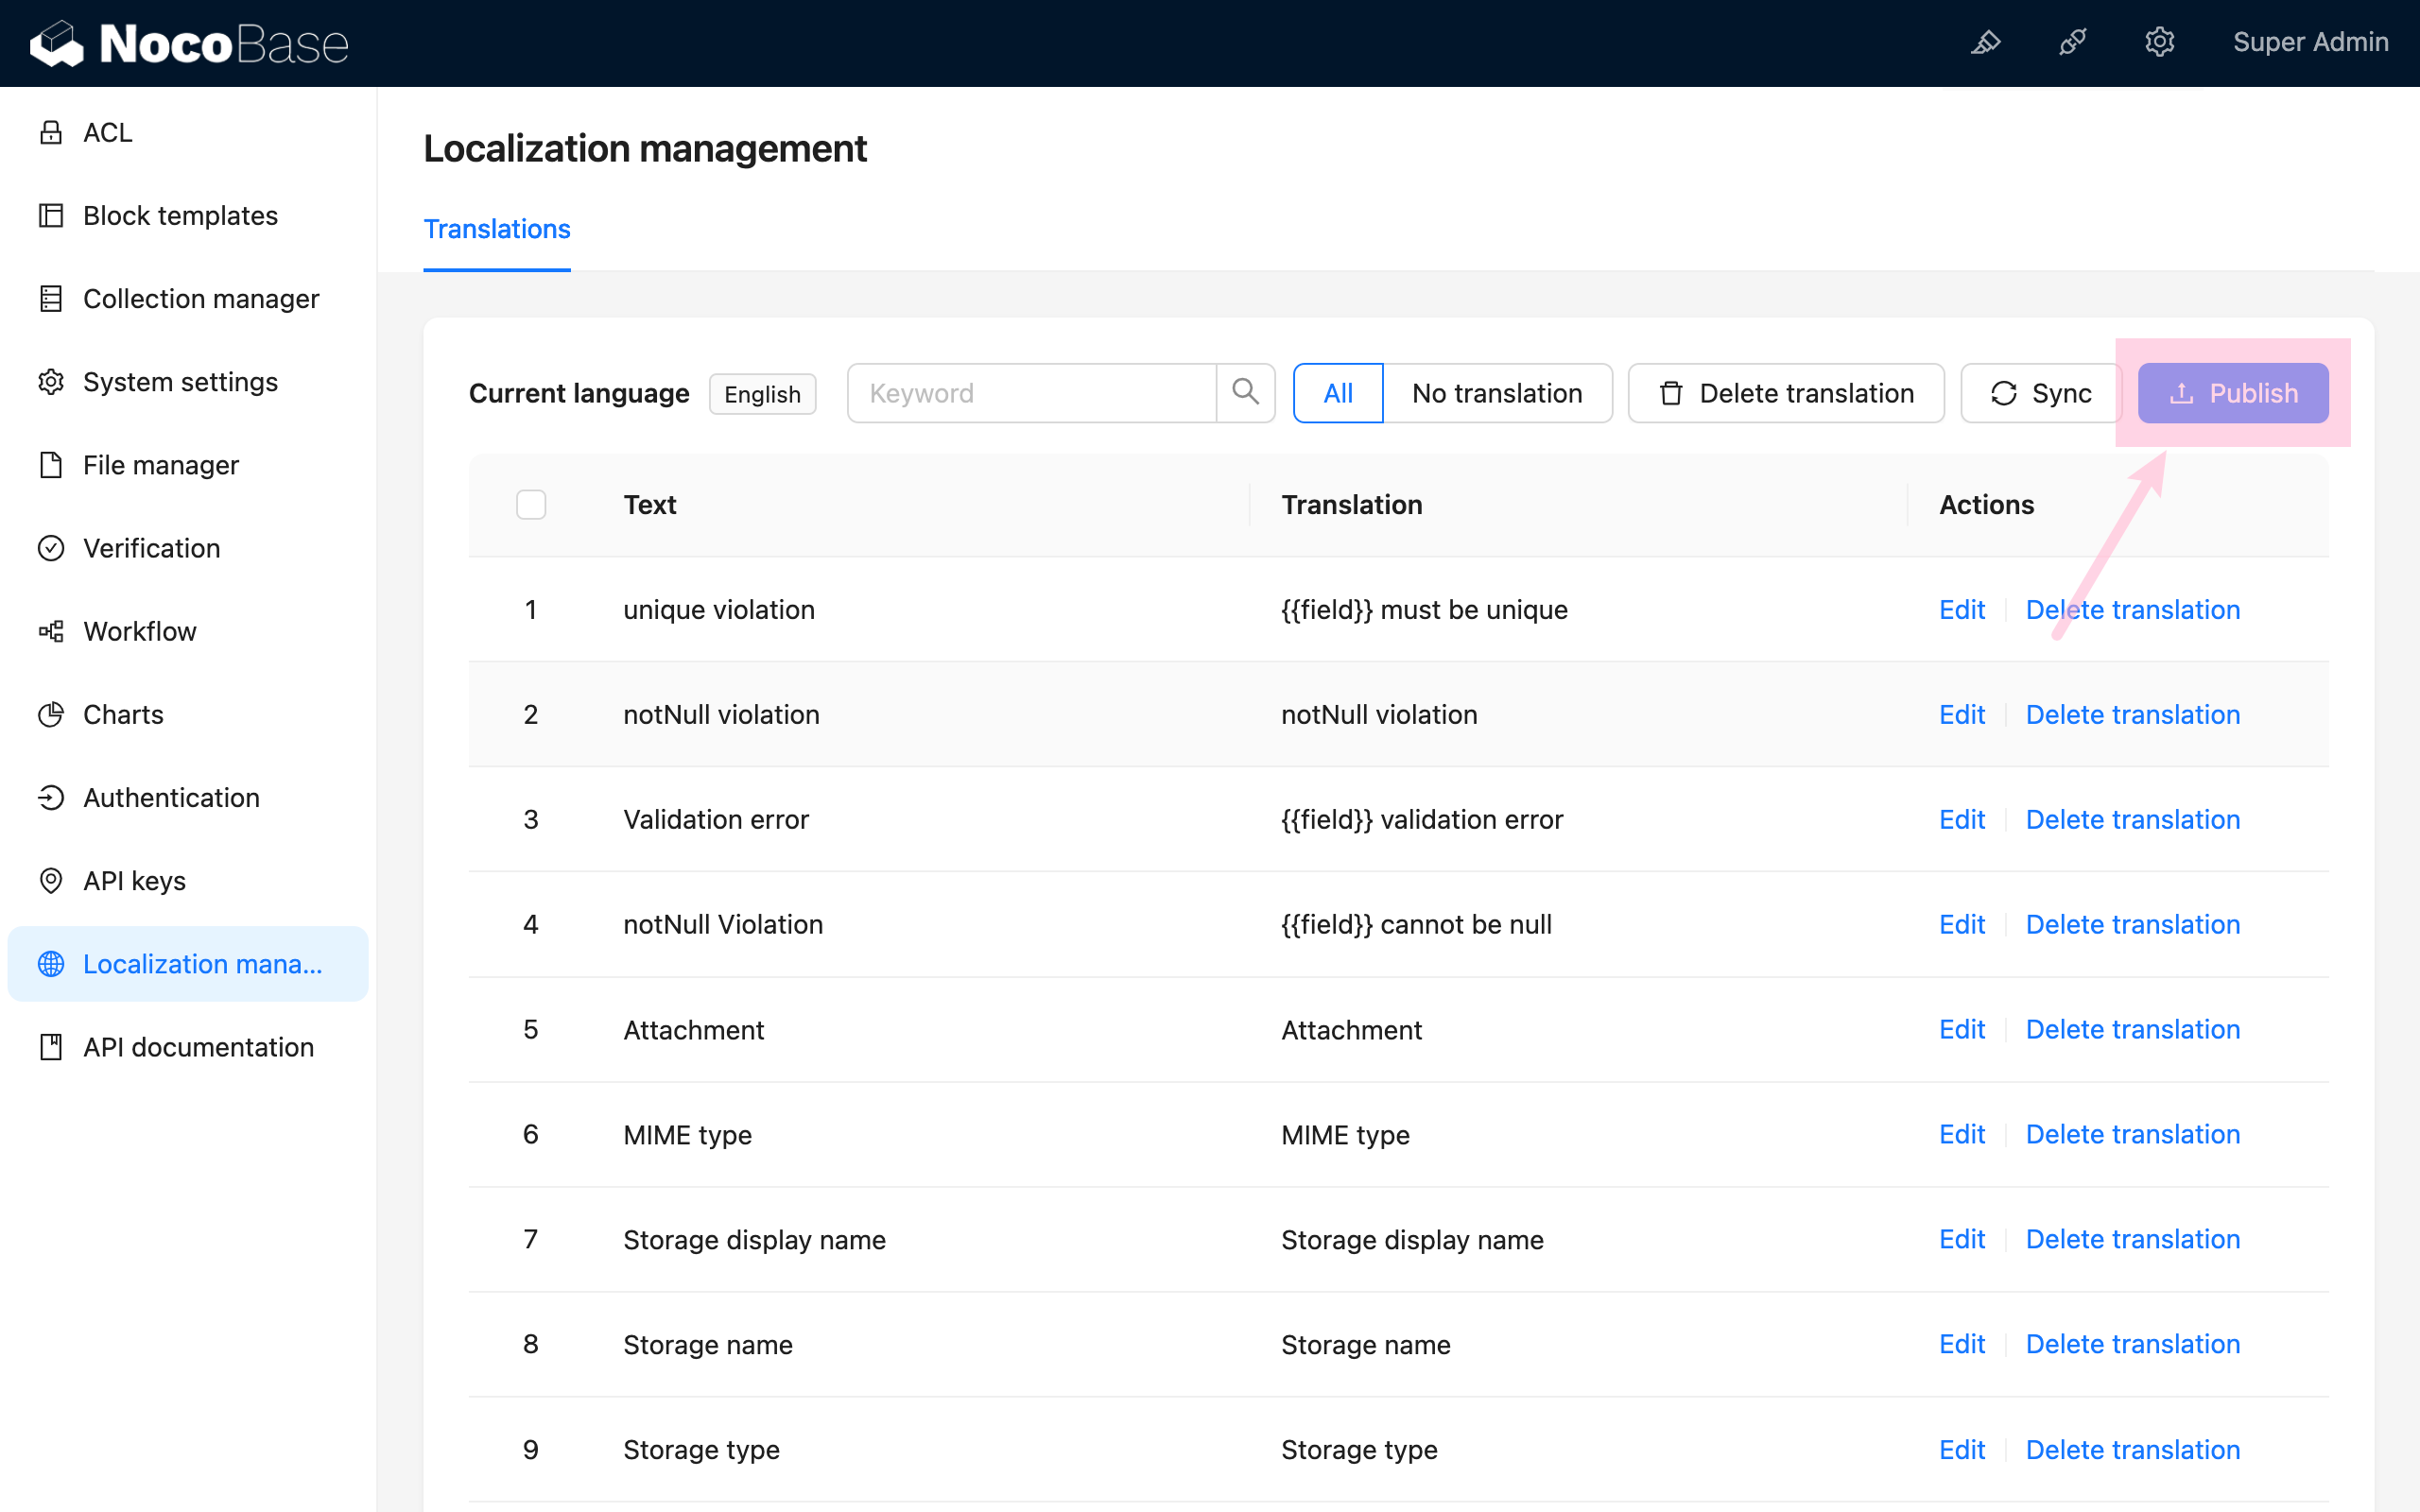 NocoBase
Super Admin
ACL
Block templates
Collection manager
System settings
File manager
Verification
Workflow
Charts
Authentication
API keys
Localization mana...
API documentation
Localization management
Translations
Current language English Keyword All No translation Delete translation Sync Publish
Text Translation Actions
1 unique violation {{field}} must be unique Edit Delete translation
2 notNull violation notNull violation Edit Delete translation
3 Validation error {{field}} validation error Edit Delete translation
4 notNull Violation {{field}} cannot be null Edit Delete translation
5 Attachment Attachment Edit Delete translation
6 MIME type MIME type Edit Delete translation
7 Storage display name Storage display name Edit Delete translation
8 Storage name Storage name Edit Delete translation
9 Storage type Storage type Edit Delete translation